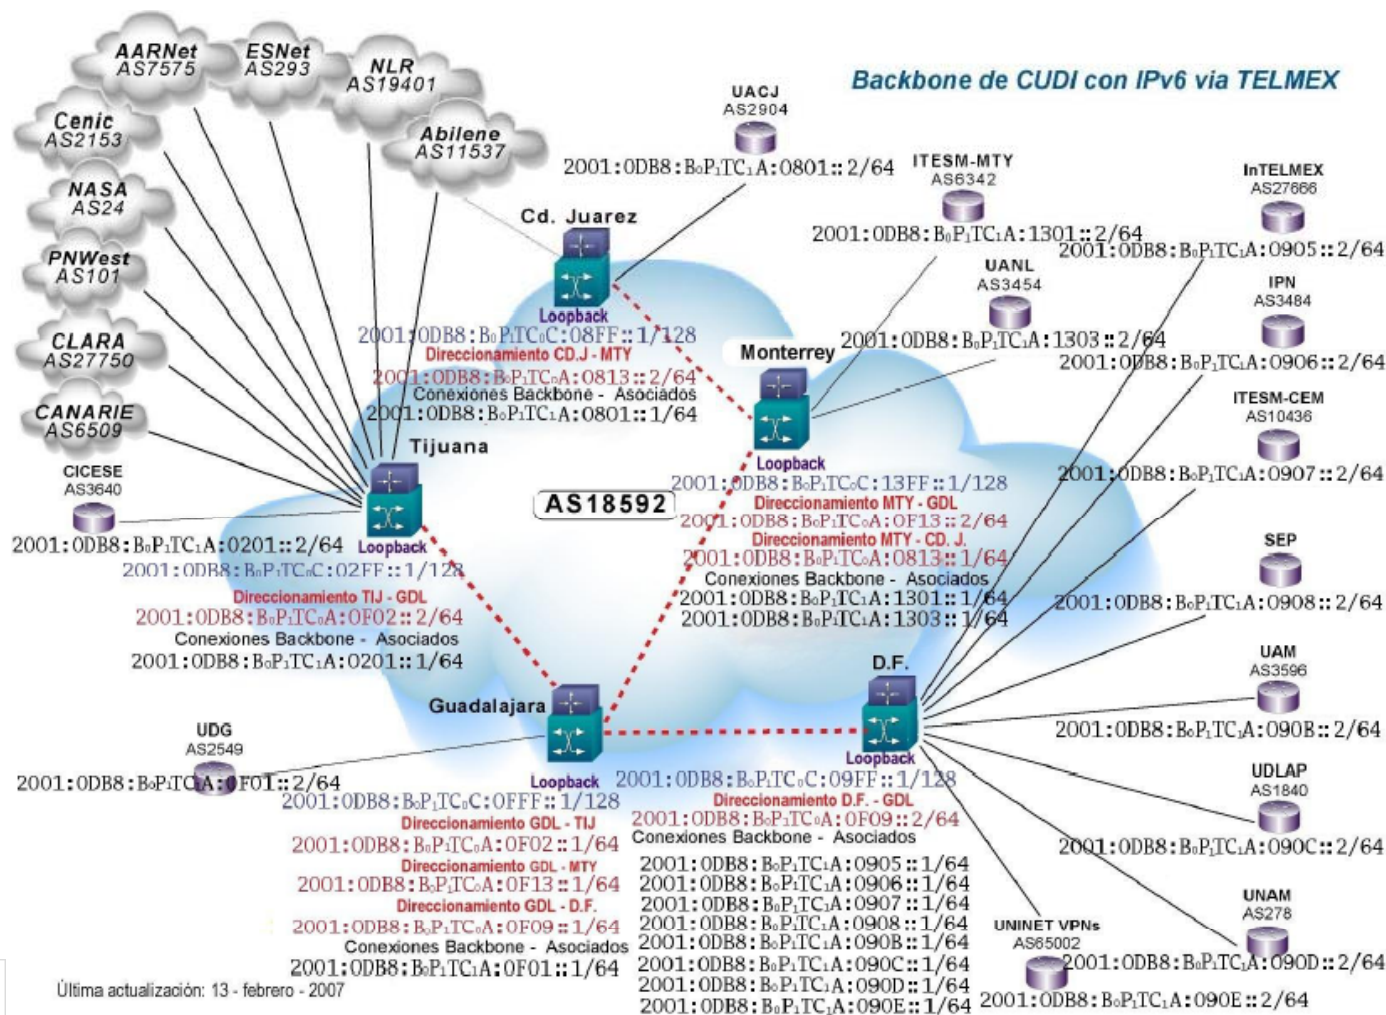 Backbone de CUDI con IPv6 via TELMEX
AARNet
AS7575
ESNet
AS293
NLR
AS19401
Abilene
AS11537
Cenic
AS2153
NASA
AS24
PNWest
AS101
CLARA
AS27750
CANARIE
AS6509
CICESE
AS3640
2001:0DB8:B₀P₁TC₁A:0201::2/64
UACJ
AS2904
2001:0DB8:B₀P₁TC₁A:0801::2/64
Cd. Juarez
Loopback
2001:0DB8:B₀P₁TC₀C:08FF::1/128
Direccionamiento CD.J - MTY
2001:0DB8:B₀P₁TC₀A:0813::2/64
Conexiones Backbone - Asociados
2001:0DB8:B₀P₁TC₁A:0801::1/64
Tijuana
Loopback
2001:0DB8:B₀P₁TC₀C:02FF::1/128
Direccionamiento TIJ - GDL
2001:0DB8:B₀P₁TC₀A:0F02::2/64
Conexiones Backbone - Asociados
2001:0DB8:B₀P₁TC₁A:0201::1/64
AS18592
ITESM-MTY
AS6342
2001:0DB8:B₀P₁TC₁A:1301::2/64
UANL
AS3454
2001:0DB8:B₀P₁TC₁A:1303::2/64
Monterrey
Loopback
2001:0DB8:B₀P₁TC₀C:13FF::1/128
Direccionamiento MTY - GDL
2001:0DB8:B₀P₁TC₀A:0F13::2/64
Direccionamiento MTY - CD. J.
2001:0DB8:B₀P₁TC₀A:0813::1/64
Conexiones Backbone - Asociados
2001:0DB8:B₀P₁TC₁A:1301::1/64
2001:0DB8:B₀P₁TC₁A:1303::1/64
InTELMEX
AS27666
2001:0DB8:B₀P₁TC₁A:0905::2/64
IPN
AS3484
2001:0DB8:B₀P₁TC₁A:0906::2/64
ITESM-CEM
AS10436
2001:0DB8:B₀P₁TC₁A:0907::2/64
SEP
2001:0DB8:B₀P₁TC₁A:0908::2/64
UAM
AS3596
2001:0DB8:B₀P₁TC₁A:090B::2/64
UDLAP
AS1840
2001:0DB8:B₀P₁TC₁A:090C::2/64
UNAM
AS278
2001:0DB8:B₀P₁TC₁A:090D::2/64
UNINET VPNs
AS65002
2001:0DB8:B₀P₁TC₁A:090E::2/64
UDG
AS2549
2001:0DB8:B₀P₁TC₁A:0F01::2/64
Guadalajara
Loopback
2001:0DB8:B₀P₁TC₀C:0FFF::1/128
Direccionamiento GDL - TIJ
2001:0DB8:B₀P₁TC₀A:0F02::1/64
Direccionamiento GDL - MTY
2001:0DB8:B₀P₁TC₀A:0F13::1/64
Direccionamiento GDL - D.F.
2001:0DB8:B₀P₁TC₀A:0F09::1/64
Conexiones Backbone - Asociados
2001:0DB8:B₀P₁TC₁A:0F01::1/64
D.F.
Loopback
2001:0DB8:B₀P₁TC₀C:09FF::1/128
Direccionamiento D.F. - GDL
2001:0DB8:B₀P₁TC₀A:0F09::2/64
Conexiones Backbone - Asociados
2001:0DB8:B₀P₁TC₁A:0905::1/64
2001:0DB8:B₀P₁TC₁A:0906::1/64
2001:0DB8:B₀P₁TC₁A:0907::1/64
2001:0DB8:B₀P₁TC₁A:0908::1/64
2001:0DB8:B₀P₁TC₁A:090B::1/64
2001:0DB8:B₀P₁TC₁A:090C::1/64
2001:0DB8:B₀P₁TC₁A:090D::1/64
2001:0DB8:B₀P₁TC₁A:090E::1/64
Última actualización: 13 - febrero - 2007